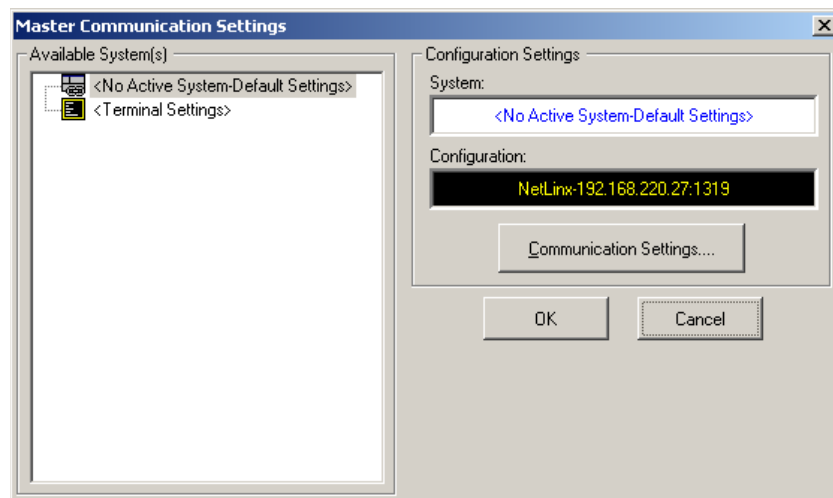 Master Communication Settings
Available System(s)
<No Active System-Default Settings>
<Terminal Settings>
Configuration Settings
System:
<No Active System-Default Settings>
Configuration:
NetLinx-192.168.220.27:1319
Communication Settings....
OK
Cancel